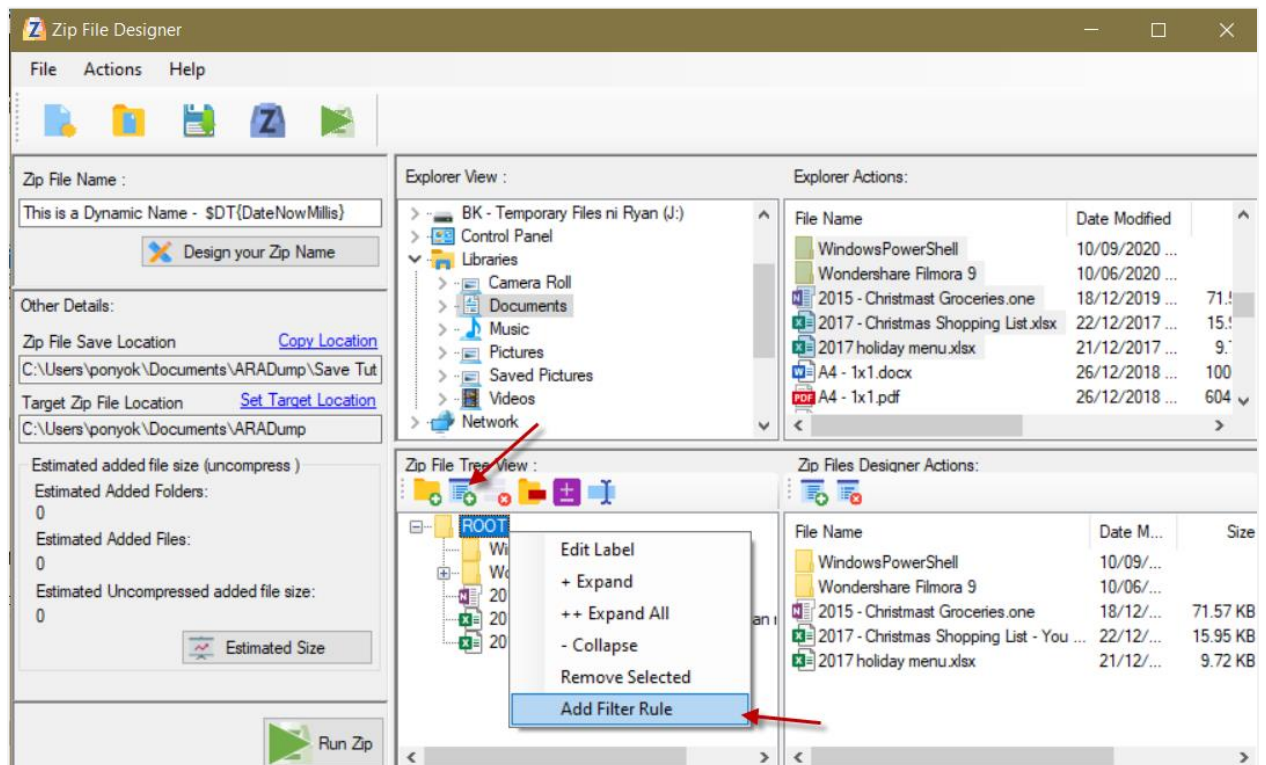 Zip File Designer
File Actions Help
Zip File Name :
This is a Dynamic Name - $DT{DateNowMillis}
Design your Zip Name
Other Details:
Zip File Save Location Copy Location
C:\Users\ponyok\Documents\ARADump\Save Tut
Target Zip File Location Set Target Location
C:\Users\ponyok\Documents\ARADump
Estimated added file size (uncompress )
Estimated Added Folders:
0
Estimated Added Files:
0
Estimated Uncompressed added file size:
0
Estimated Size
Run Zip
Explorer View :
BK - Temporary Files ni Ryan (J:)
Control Panel
Libraries
Camera Roll
Documents
Music
Pictures
Saved Pictures
Videos
Network
Explorer Actions:
File Name Date Modified
WindowsPowerShell 10/09/2020 ...
Wondershare Filmora 9 10/06/2020 ...
2015 - Christmast Groceries.one 18/12/2019 ... 71.
2017 - Christmas Shopping List.xlsx 22/12/2017 ... 15.
2017 holiday menu.xlsx 21/12/2017 ... 9.
A4 - 1x1.docx 26/12/2018 ... 100
A4 - 1x1.pdf 26/12/2018 ... 604
Zip File Tree View :
ROOT
Wi
Wo
20
20
20
Edit Label
+ Expand
++ Expand All
- Collapse
Remove Selected
Add Filter Rule
Zip Files Designer Actions:
File Name Date M... Size
WindowsPowerShell 10/09/...
Wondershare Filmora 9 10/06/...
2015 - Christmast Groceries.one 18/12/... 71.57 KB
2017 - Christmas Shopping List - You ... 22/12/... 15.95 KB
2017 holiday menu.xlsx 21/12/... 9.72 KB